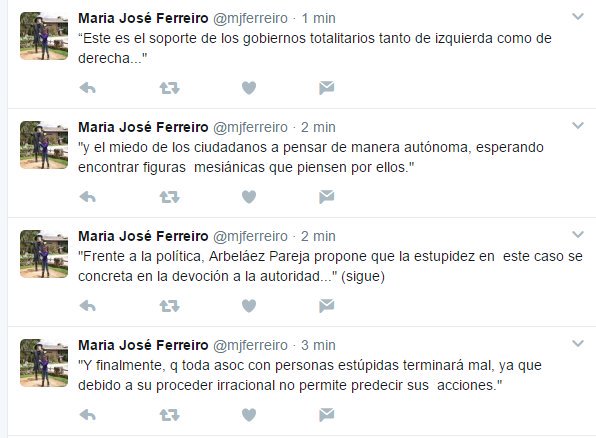 Maria José Ferreiro @mjferreiro · 1 min
“Este es el soporte de los gobiernos totalitarios tanto de izquierda como de
derecha..."
Maria José Ferreiro @mjferreiro · 2 min
"y el miedo de los ciudadanos a pensar de manera autónoma, esperando
encontrar figuras  mesiánicas que piensen por ellos."
Maria José Ferreiro @mjferreiro · 2 min
"Frente a la política, Arbeláez Pareja propone que la estupidez en  este caso se
concreta en la devoción a la autoridad..." (sigue)
Maria José Ferreiro @mjferreiro · 3 min
"Y finalmente, q toda asoc con personas estúpidas terminará mal, ya que
debido a su proceder irracional no permite predecir sus  acciones."